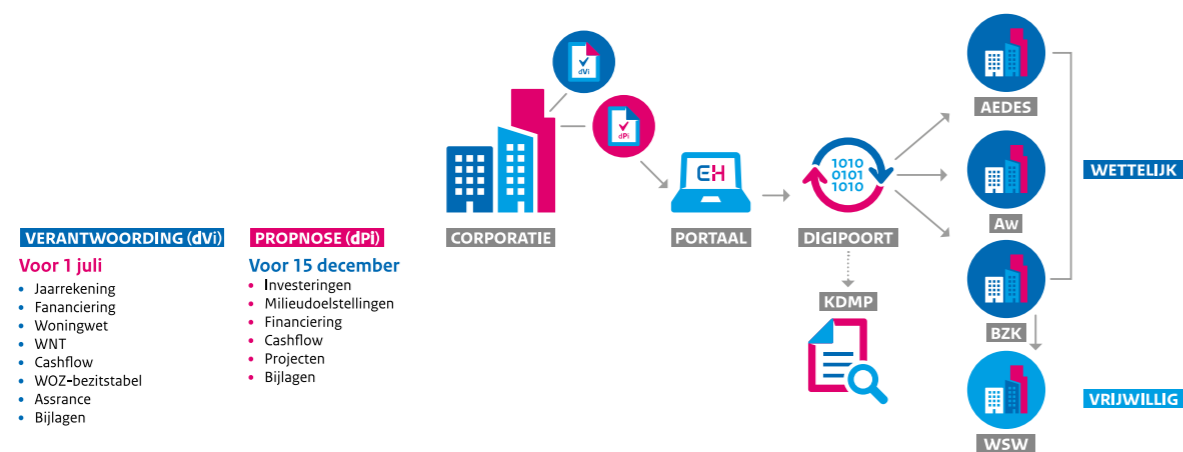 VERANTWOORDING (dVi)
Voor 1 juli
Jaarrekening
Fananciering
Woningwet
WNT
Cashflow
WOZ-bezitstabel
Assrance
Bijlagen
PROPNOSE (dPi)
Voor 15 december
Investeringen
Milieudoelstellingen
Financiering
Cashflow
Projecten
Bijlagen
dVi
dPi
CORPORATIE
EH
PORTAAL
1010
0101
1010
DIGIPOORT
KDMP
AEDES
Aw
BZK
WSW
WETTELIJK
VRIJWILLIG